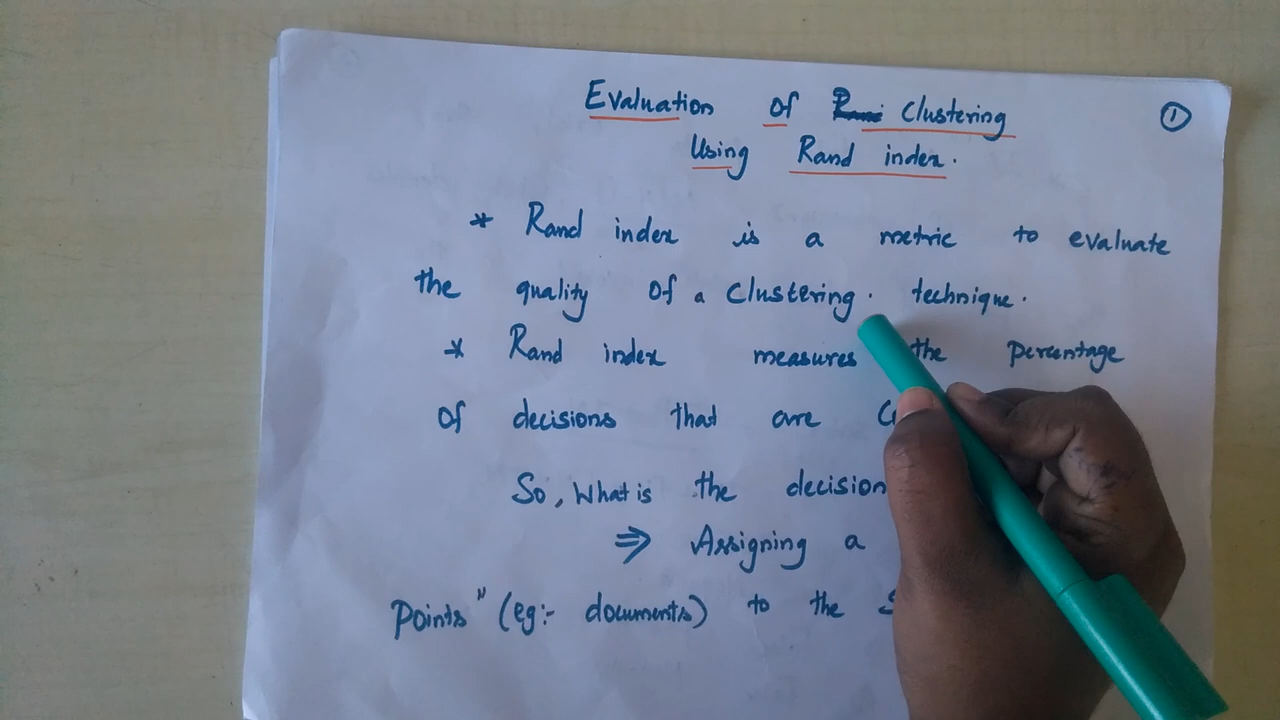 Evaluation of Clustering ①
Using Rand index.
* Rand index is a metric to evaluate
the quality of a clustering. technique.
* Rand index measures the percentage
of decisions that are
So, What is the decision
⇒ Assigning a
points" (eg:- documents) to the